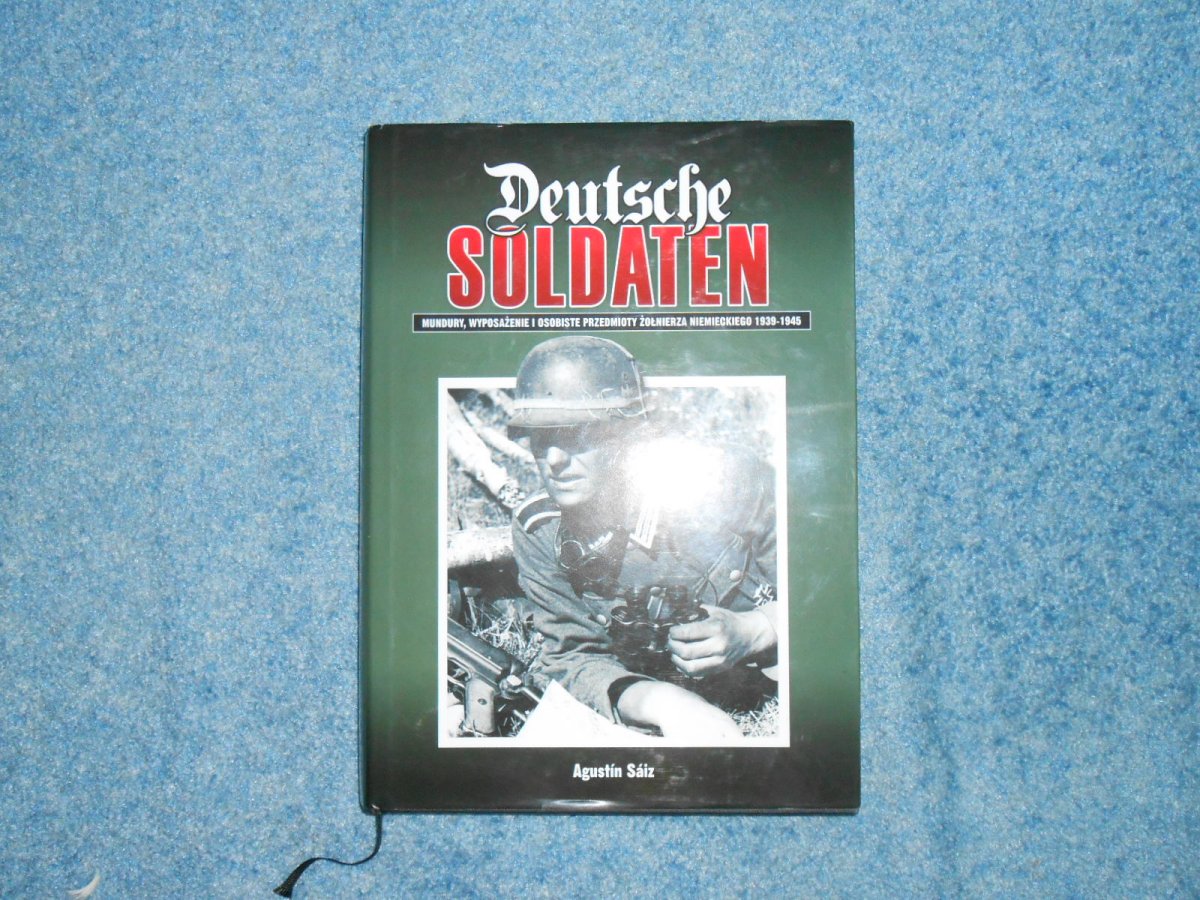 Deutsche
SOLDATEN
MUNDURY, WYPOSAŻENIE I OSOBISTE PRZEDMIOTY ŻOŁNIERZA NIEMIECKIEGO 1939-1945
Agustín Sáiz